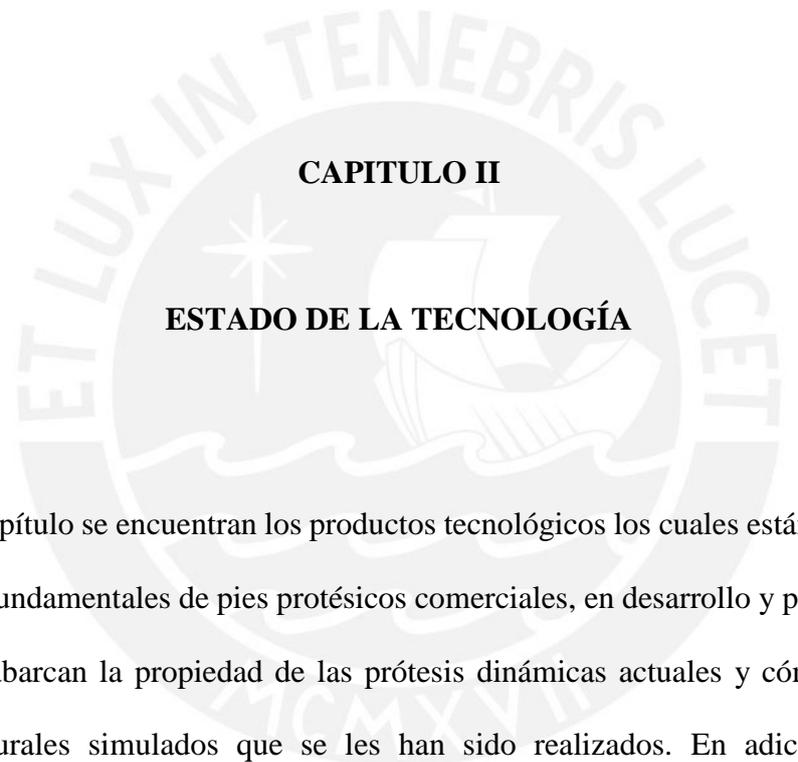 ET LUX IN TENEBRIS LUCET
CAPITULO II
ESTADO DE LA TECNOLOGÍA
pítulo se encuentran los productos tecnológicos los cuales está
undamentales de pies protésicos comerciales, en desarrollo y p
abarcan la propiedad de las prótesis dinámicas actuales y có
urales simulados que se les han sido realizados. En adic
MCMXVII